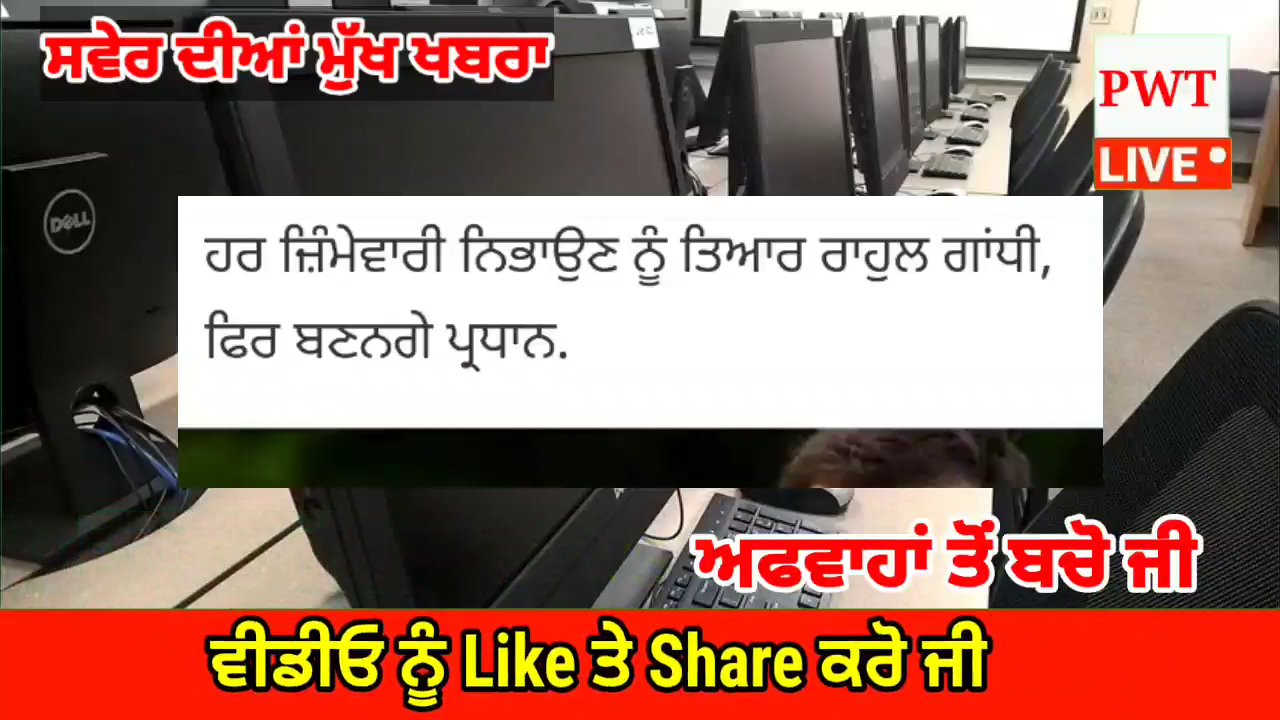 ਸਵੇਰ ਦੀਆਂ ਮੁੱਖ ਖਬਰਾ
PWT
LIVE
DELL
ਹਰ ਜ਼ਿੰਮੇਵਾਰੀ ਨਿਭਾਉਣ ਨੂੰ ਤਿਆਰ ਰਾਹੁਲ ਗਾਂਧੀ,
ਫਿਰ ਬਣਨਗੇ ਪ੍ਰਧਾਨ.
ਅਫਵਾਹਾਂ ਤੋਂ ਬਚੋ ਜੀ
ਵੀਡੀਓ ਨੂੰ Like ਤੇ Share ਕਰੋ ਜੀ